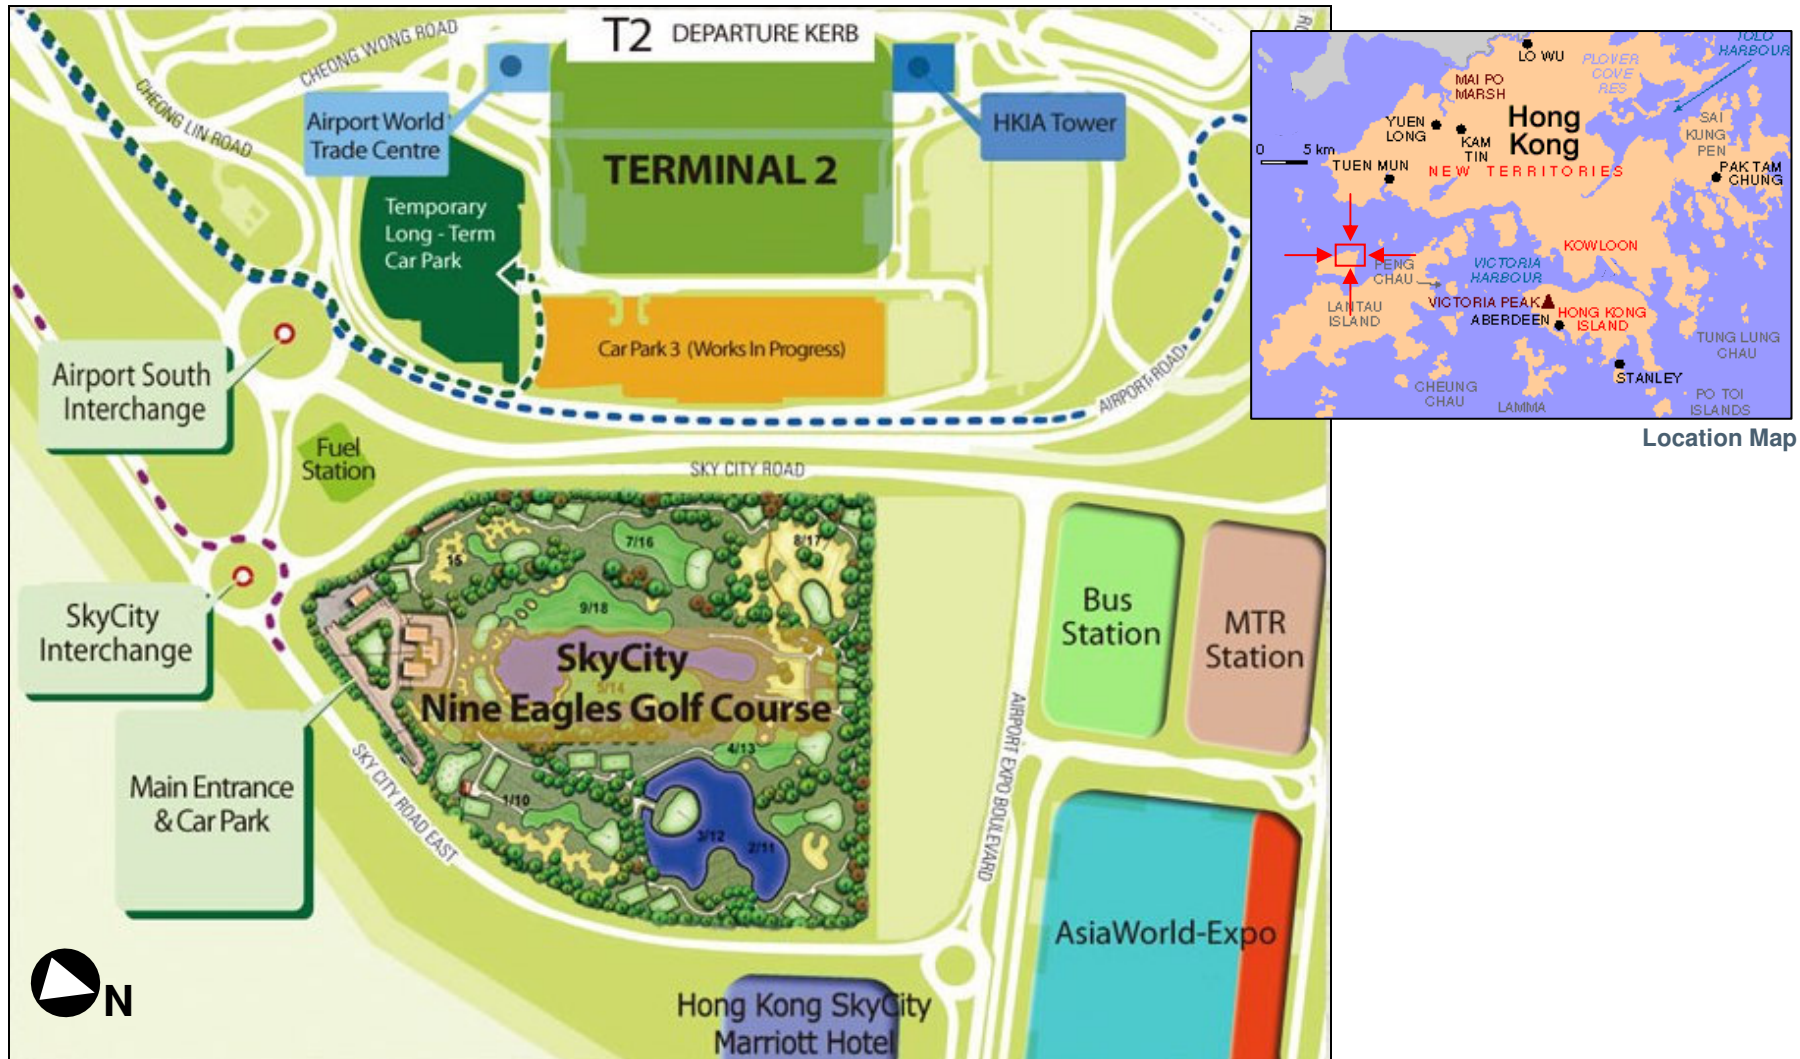 T2 DEPARTURE KERB
CHEONG WONG ROAD
CHEONG LIN ROAD
Airport World
Trade Centre
HKIA Tower
TERMINAL 2
Temporary
Long - Term
Car Park
Car Park 3 (Works In Progress)
AIRPORT ROAD
Airport South
Interchange
Fuel
Station
SKY CITY ROAD
SkyCity
Interchange
Main Entrance
& Car Park
SKY CITY ROAD EAST
15
7/16
8/17
9/18
SkyCity
5/14
Nine Eagles Golf Course
4/13
1/10
3/12
2/11
Bus
Station
MTR
Station
AIRPORT EXPO BOULEVARD
AsiaWorld-Expo
Hong Kong SkyCity
Marriott Hotel
N
TOLO
HARBOUR
LO WU
PLOVER
COVE
RES
MAI PO
MARSH
Hong
Kong
YUEN
LONG
KAM
TIN
SAI
KUNG
PEN
0 5 km
TUEN MUN
NEW TERRITORIES
PAK TAM
CHUNG
KOWLOON
PENG
CHAU
VICTORIA
HARBOUR
VICTORIA PEAK
LANTAU
ISLAND
ABERDEEN
HONG KONG
ISLAND
TUNG LUNG
CHAU
STANLEY
CHEUNG
CHAU
LAMMA
PO TOI
ISLANDS
Location Map